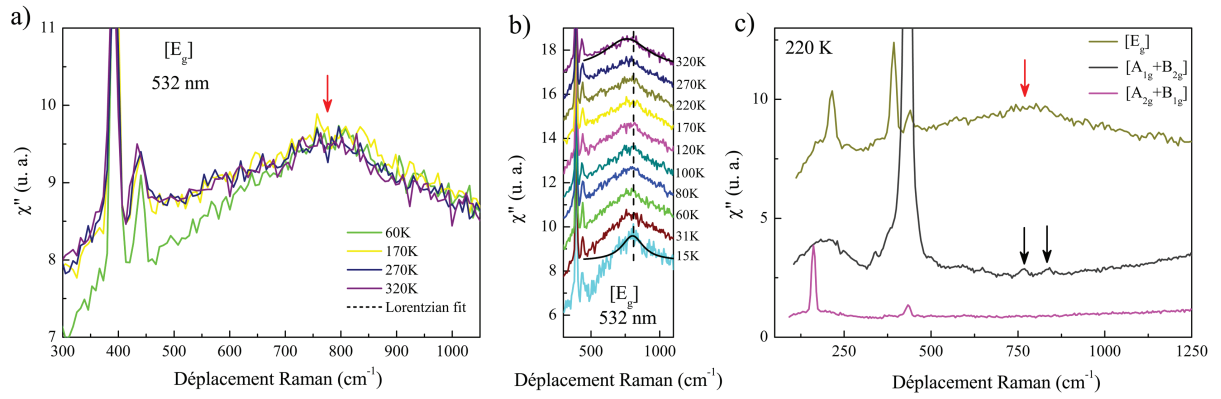 a)
[Eg]
532 nm
χ'' (u. a.)
11
10
9
8
7
300
400
500
600
700
800
900
1000
Déplacement Raman (cm-1)
60K
170K
270K
320K
Lorentzian fit
b)
χ'' (u. a.)
18
16
14
12
10
8
6
320K
270K
220K
170K
120K
100K
80K
60K
31K
15K
[Eg]
532 nm
500
1000
Déplacement Raman (cm-1)
c)
220 K
χ'' (u. a.)
10
5
0
[Eg]
[A1g+B2g]
[A2g+B1g]
250
500
750
1000
1250
Déplacement Raman (cm-1)